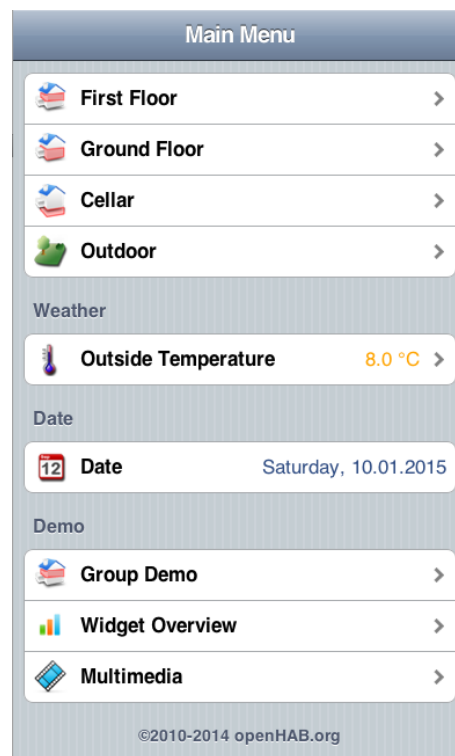 Main Menu
First Floor
Ground Floor
Cellar
Outdoor
Weather
Outside Temperature 8.0 °C
Date
12 Date Saturday, 10.01.2015
Demo
Group Demo
Widget Overview
Multimedia
©2010-2014 openHAB.org